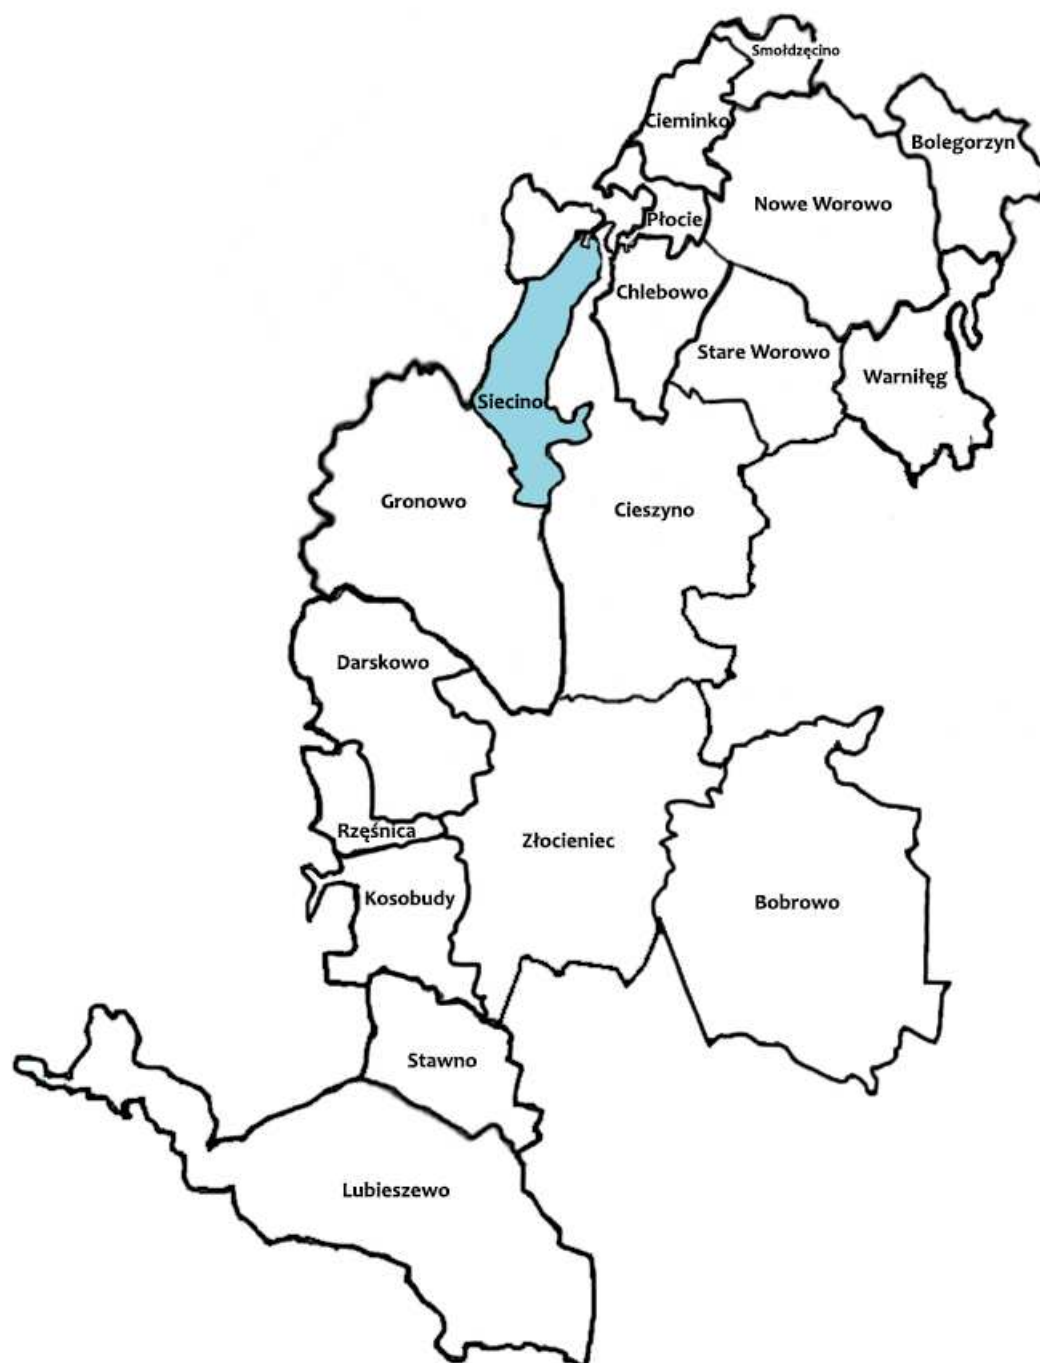 Smołdzęcino
Cieminko
Bolegorzyn
Nowe Worowo
Płocie
Chlebowo
Stare Worowo
Warniłęg
Siecino
Gronowo
Cieszyno
Darskowo
Rzęśnica
Złocieniec
Kosobudy
Bobrowo
Stawno
Lubieszewo